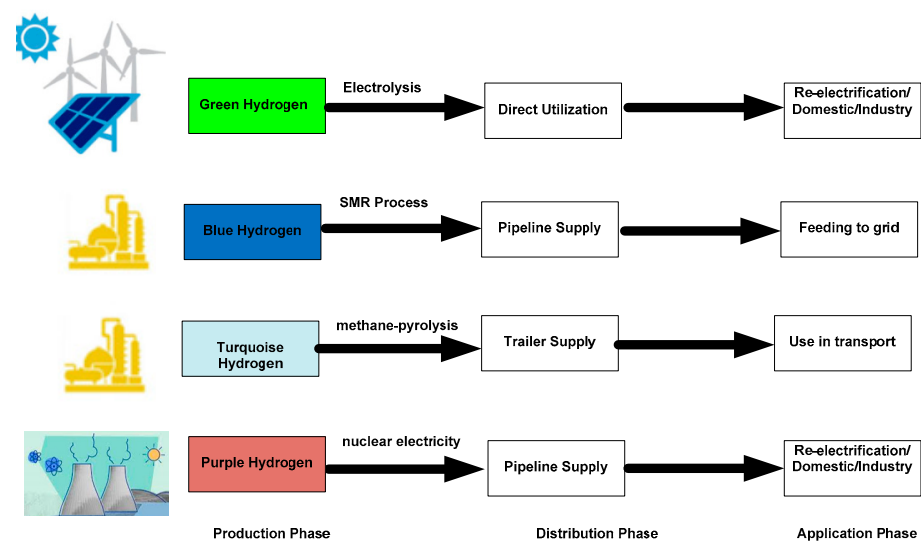 Electrolysis
Green Hydrogen
Direct Utilization
Re-electrification/
Domestic/Industry
SMR Process
Blue Hydrogen
Pipeline Supply
Feeding to grid
methane-pyrolysis
Turquoise
Hydrogen
Trailer Supply
Use in transport
nuclear electricity
Purple Hydrogen
Pipeline Supply
Re-electrification/
Domestic/Industry
Production Phase
Distribution Phase
Application Phase